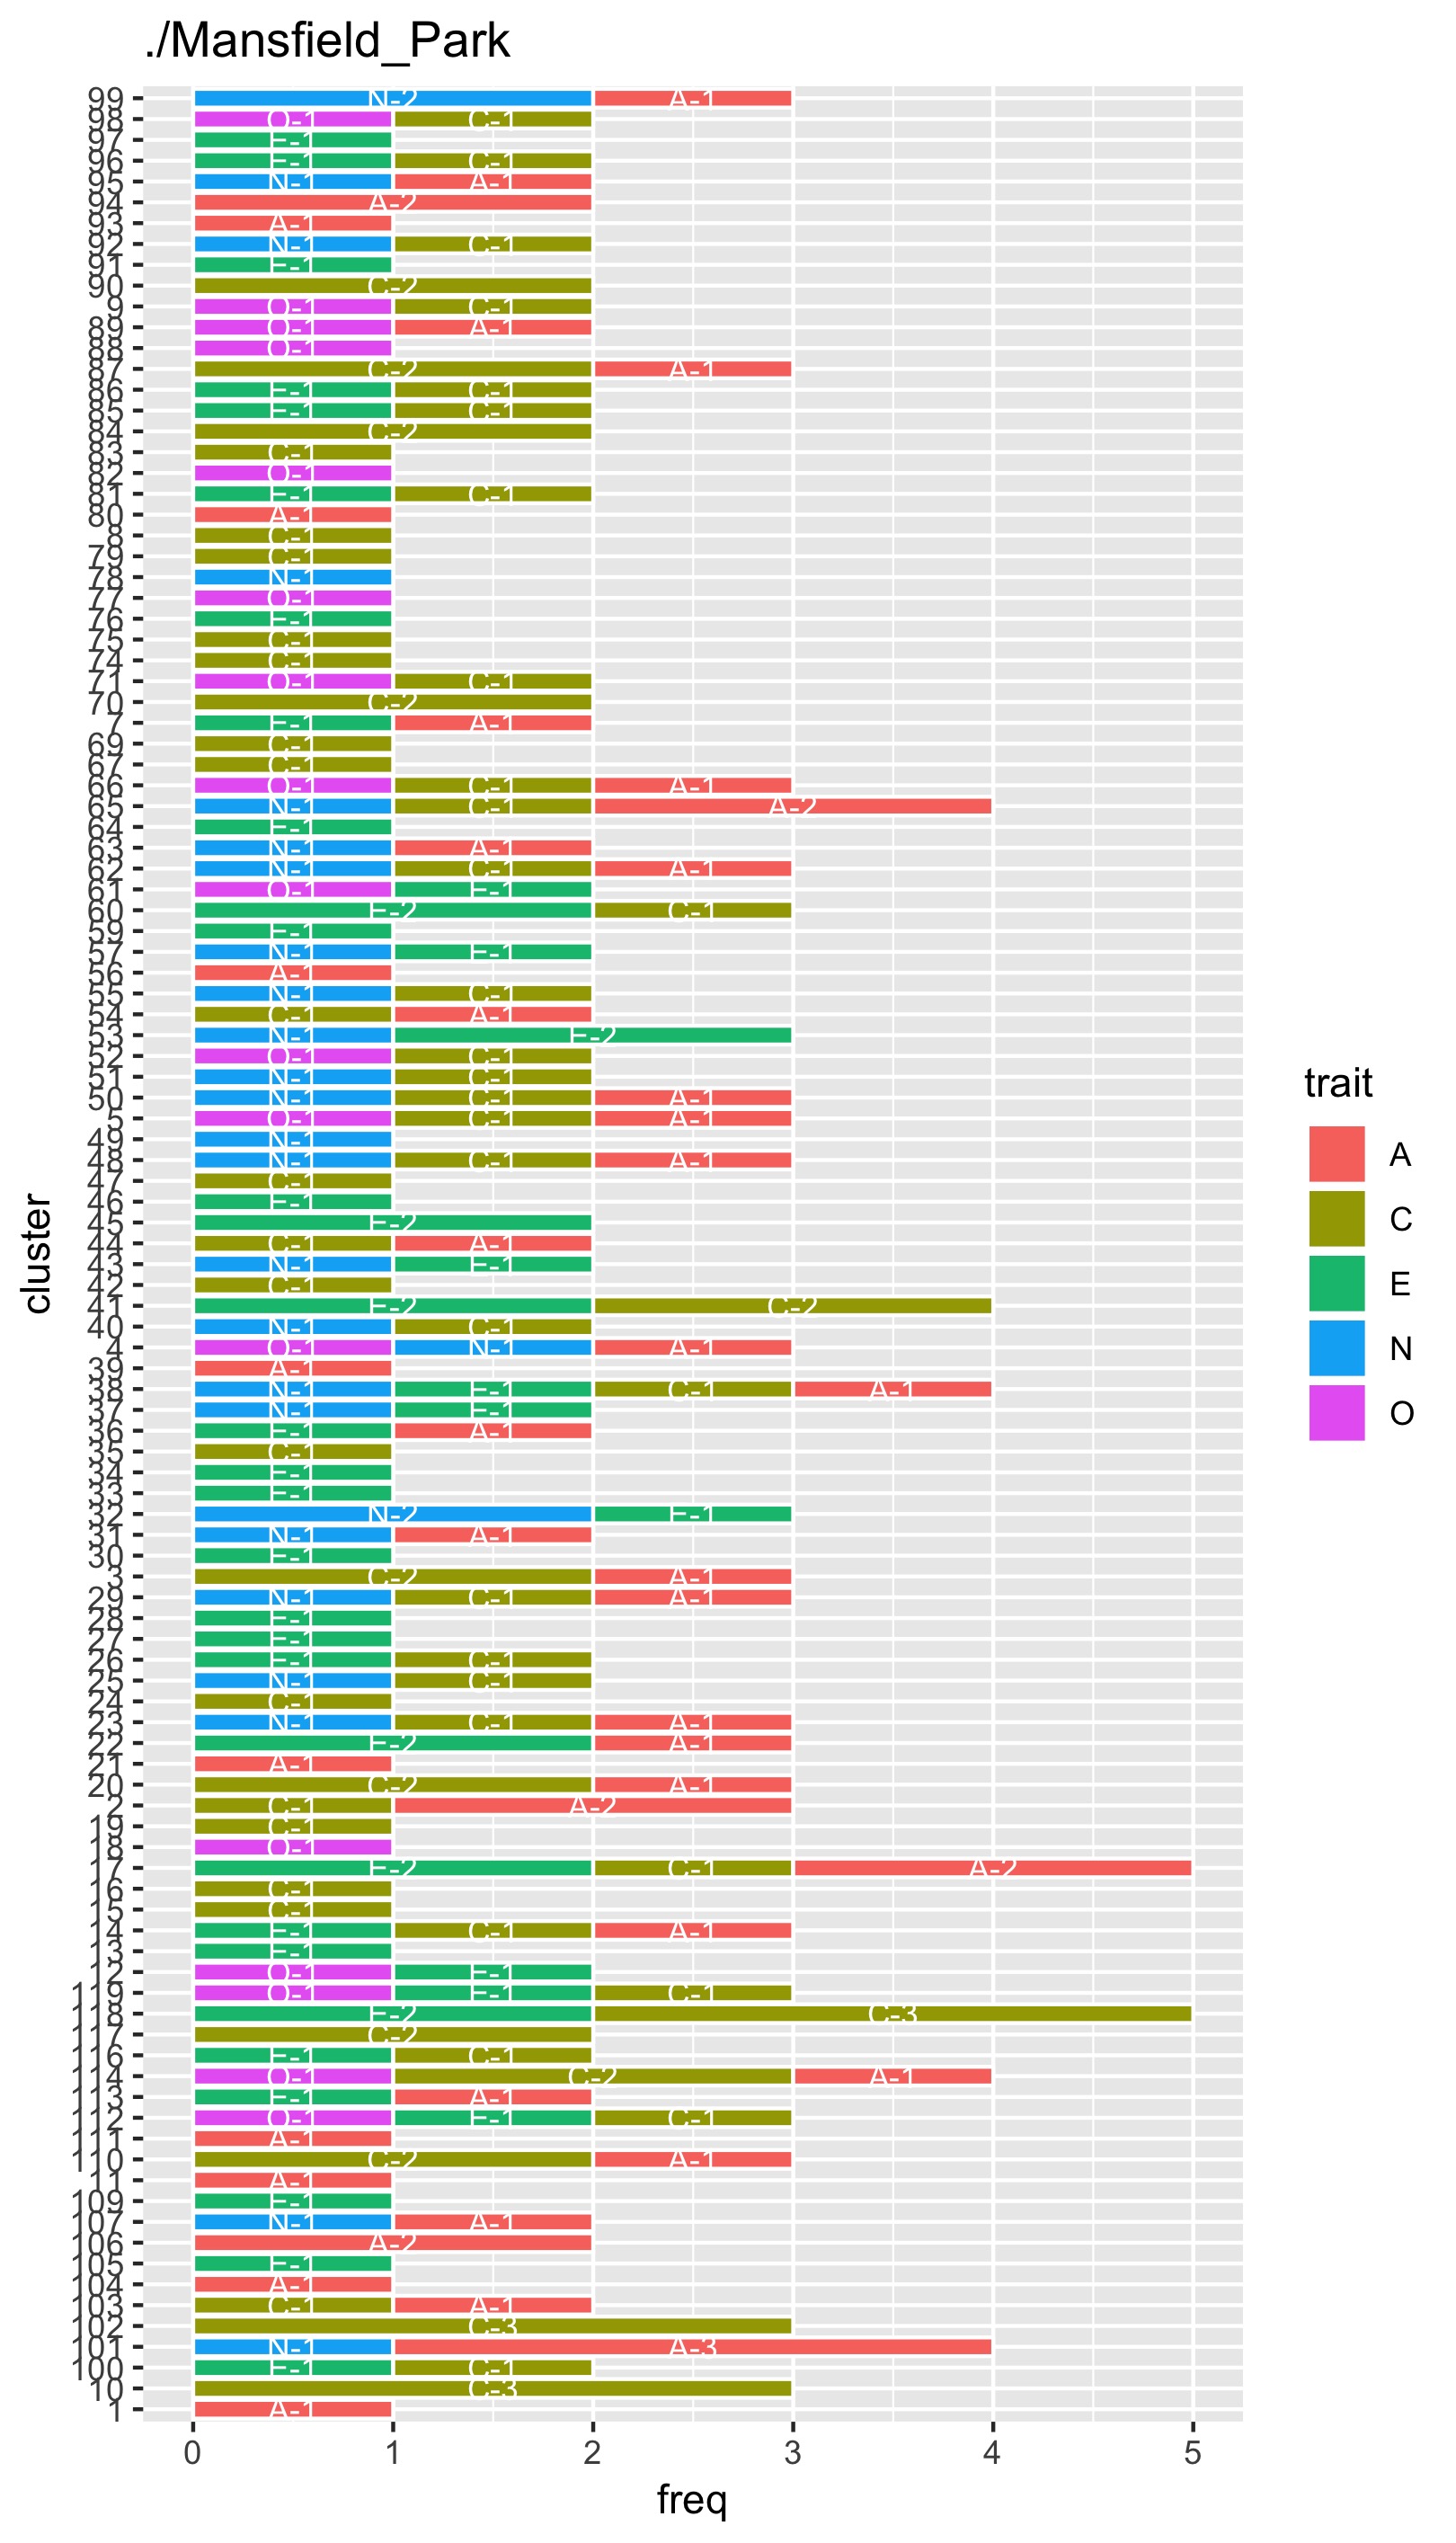 ./Mansfield_Park
99 N-2 A-1
98 O-1 C-1
97 E-1
96 E-1 C-1
95 N-1 A-1
94 A-2
93 A-1
92 N-1 C-1
91 E-1
90 C-2
9 O-1 C-1
89 O-1 A-1
88 O-1
87 C-2 A-1
86 E-1 C-1
85 E-1 C-1
84 C-2
83 C-1
82 O-1
81 E-1 C-1
80 A-1
8 C-1
79 C-1
78 N-1
77 O-1
76 E-1
75 C-1
74 C-1
71 O-1 C-1
70 C-2
7 E-1 A-1
69 C-1
67 C-1
66 O-1 C-1 A-1
65 N-1 C-1 A-2
64 E-1
63 N-1 A-1
62 N-1 C-1 A-1
61 O-1 E-1
60 E-2 C-1
59 E-1
57 N-1 E-1
56 A-1
55 N-1 C-1
54 C-1 A-1
53 N-1 E-2
52 O-1 C-1
51 N-1 C-1
50 N-1 C-1 A-1
5 O-1 C-1 A-1
49 N-1
48 N-1 C-1 A-1
47 C-1
46 E-1
45 E-2
44 C-1 A-1
43 N-1 E-1
42 C-1
41 E-2 C-2
40 N-1 C-1
4 O-1 N-1 A-1
39 A-1
38 N-1 E-1 C-1 A-1
37 N-1 E-1
36 E-1 A-1
35 C-1
34 E-1
33 E-1
32 N-2 E-1
31 N-1 A-1
30 E-1
3 C-2 A-1
29 N-1 C-1 A-1
28 E-1
27 E-1
26 E-1 C-1
25 N-1 C-1
24 C-1
23 N-1 C-1 A-1
22 E-2 A-1
21 A-1
20 C-2 A-1
2 C-1 A-2
19 C-1
18 O-1
17 E-2 C-1 A-2
16 C-1
15 C-1
14 E-1 C-1 A-1
13 E-1
12 O-1 E-1
119 O-1 E-1 C-1
118 E-2 C-3
117 C-2
116 E-1 C-1
114 O-1 C-2 A-1
113 E-1 A-1
112 O-1 E-1 C-1
111 A-1
110 C-2 A-1
11 A-1
109 E-1
107 N-1 A-1
106 A-2
105 E-1
104 A-1
103 C-1 A-1
102 C-3
101 N-1 A-3
100 E-1 C-1
10 C-3
1 A-1
0 1 2 3 4 5
freq
cluster
trait
A
C
E
N
O